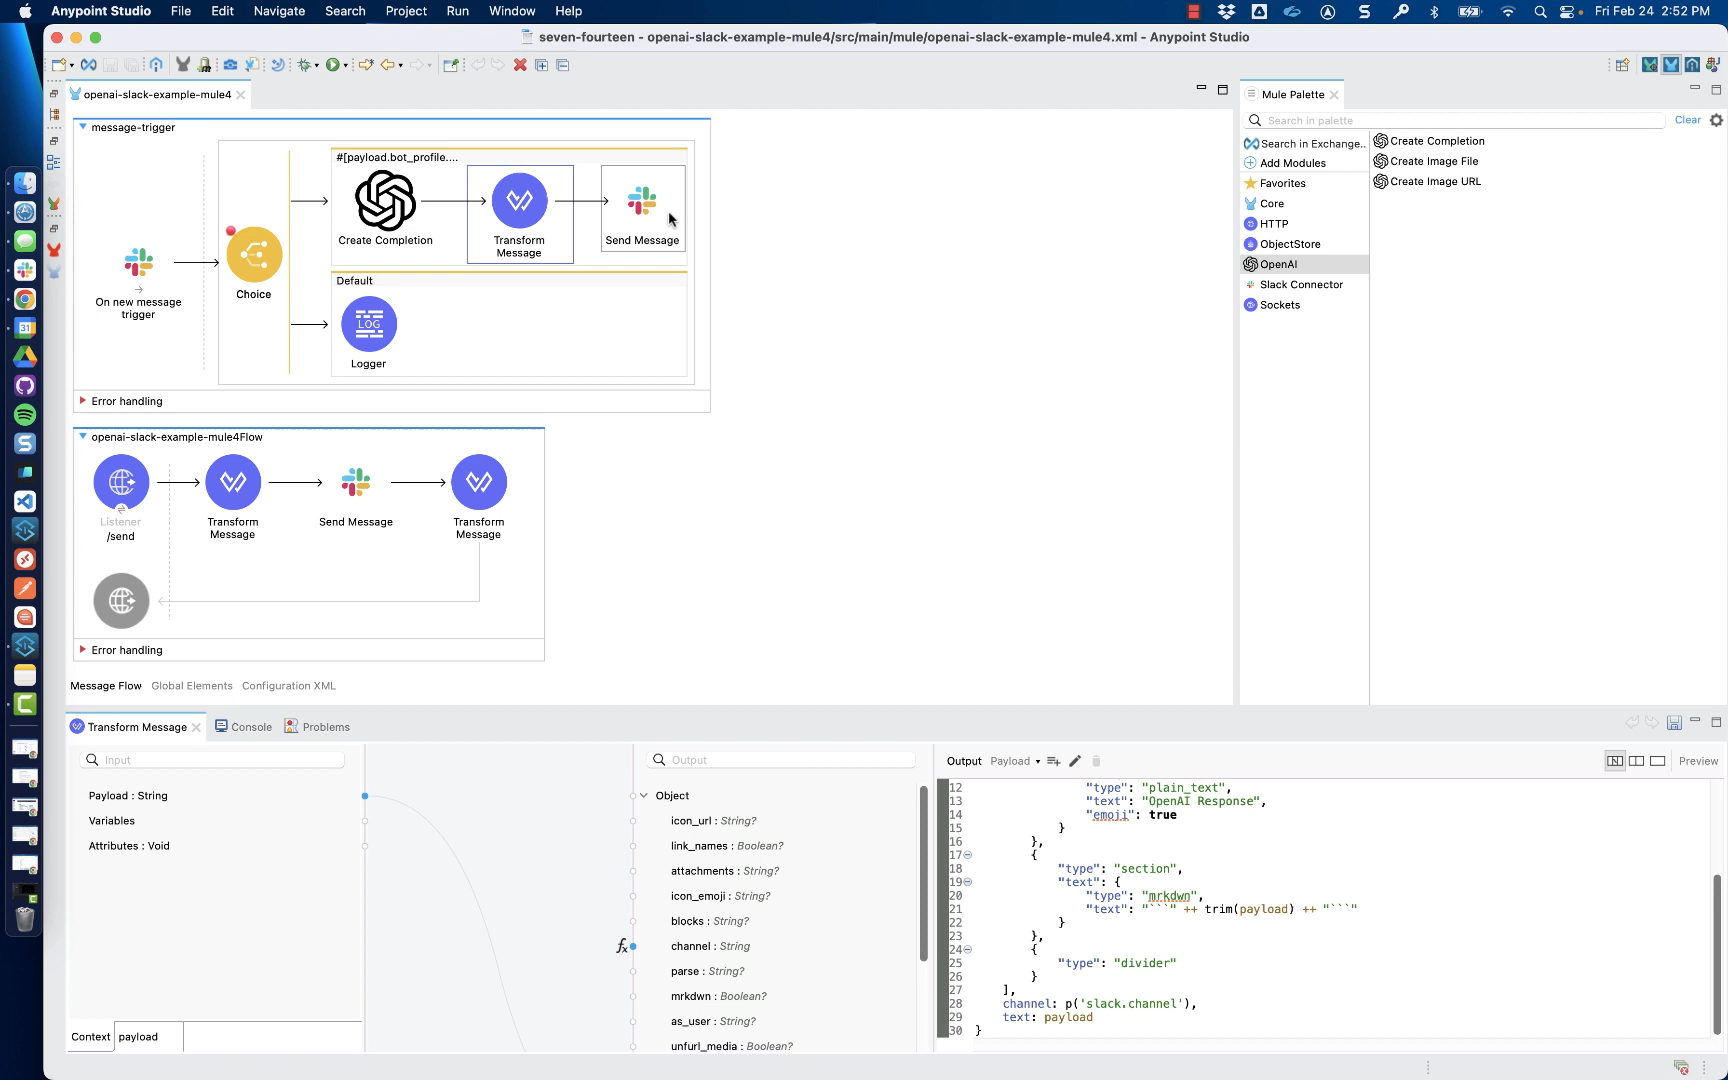 Anypoint Studio File Edit Navigate Search Project Run Window Help
Fri Feb 24 2:52 PM
seven-fourteen - openai-slack-example-mule4/src/main/mule/openai-slack-example-mule4.xml - Anypoint Studio
openai-slack-example-mule4
message-trigger
#[payload.bot_profile....
Create Completion
Transform
Message
Send Message
On new message
trigger
Choice
Default
LOG
Logger
Error handling
openai-slack-example-mule4Flow
Listener
/send
Transform
Message
Send Message
Transform
Message
Error handling
Message Flow Global Elements Configuration XML
Mule Palette
Search in palette
Clear
Search in Exchange..
Add Modules
Favorites
Core
HTTP
ObjectStore
OpenAI
Slack Connector
Sockets
Create Completion
Create Image File
Create Image URL
Transform Message
Console
Problems
Input
Payload : String
Variables
Attributes : Void
Context payload
Output
Object
icon_url : String?
link_names : Boolean?
attachments : String?
icon_emoji : String?
blocks : String?
fx channel : String
parse : String?
mrkdwn : Boolean?
as_user : String?
unfurl_media : Boolean?
Output Payload
Preview
12 "type": "plain_text",
13 "text": "OpenAI Response",
14 "emoji": true
15 }
16 },
17 {
18 "type": "section",
19 "text": {
20 "type": "mrkdwn",
21 "text": "```" ++ trim(payload) ++ "```"
22 }
23 },
24 {
25 "type": "divider"
26 }
27 ],
28 channel: p('slack.channel'),
29 text: payload
30 }